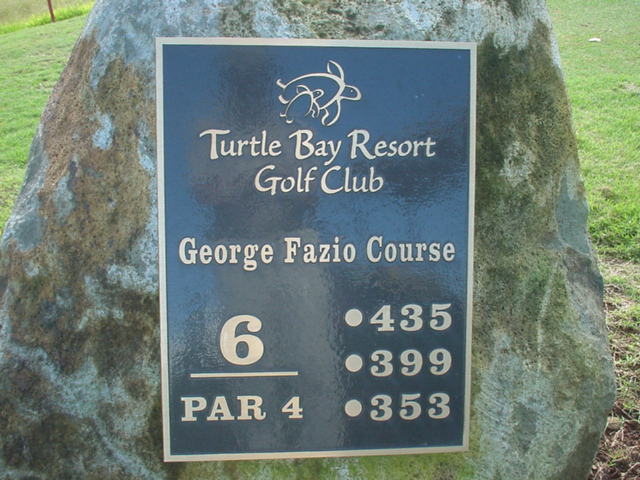 Turtle Bay Resort
Golf Club
George Fazio Course
6
PAR 4
435
399
353